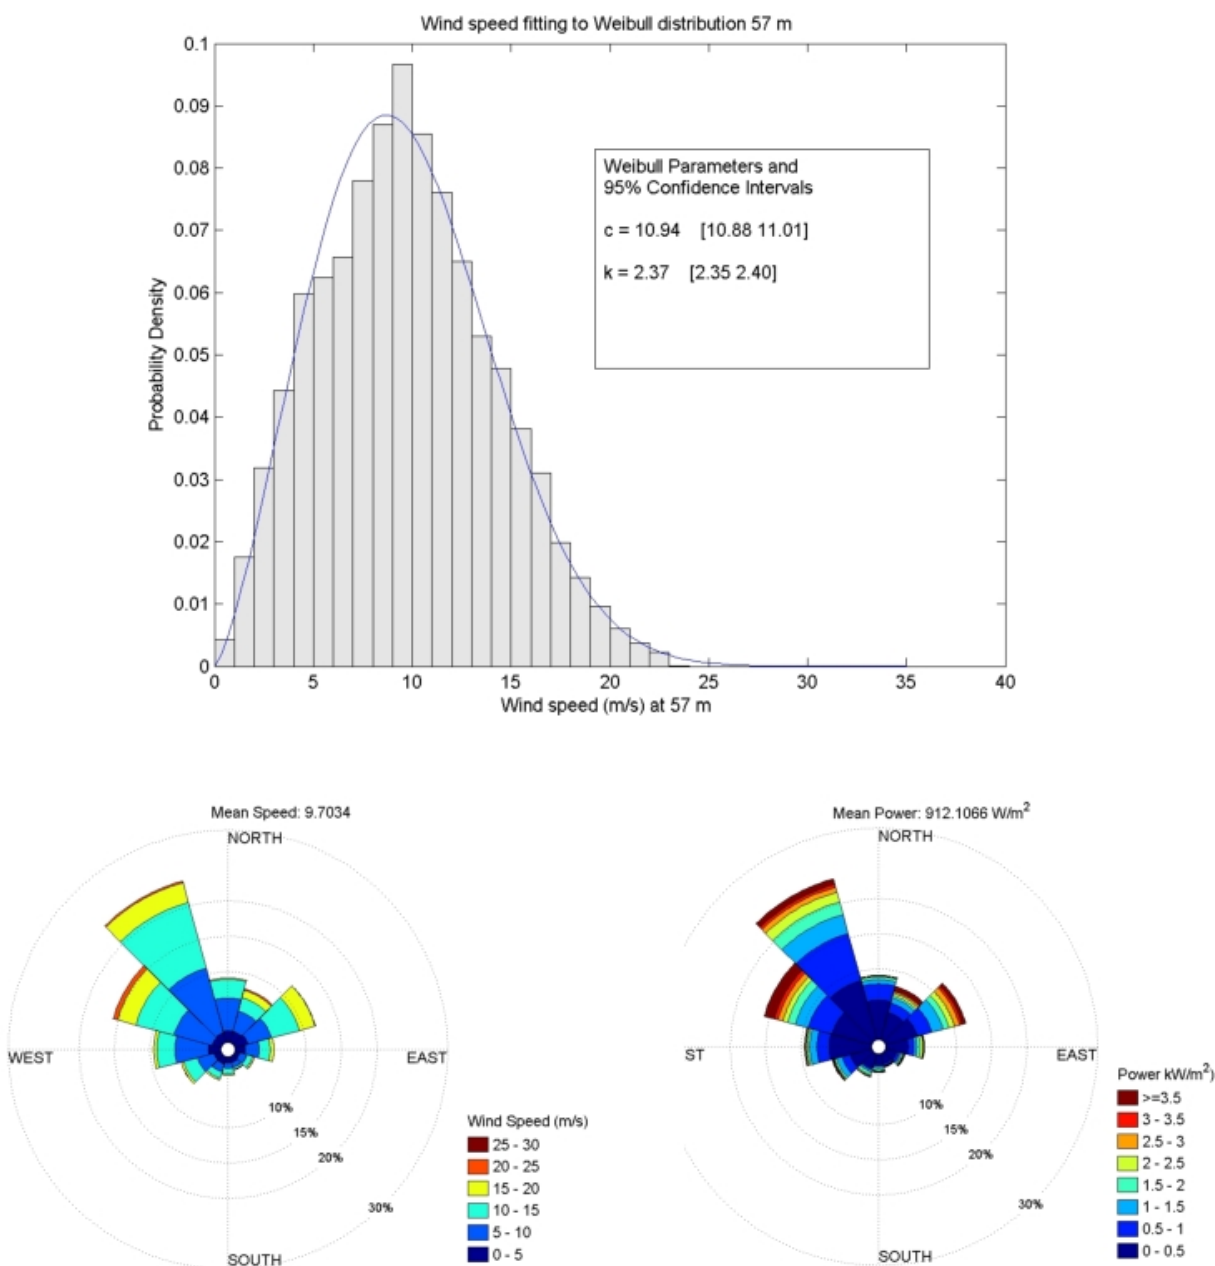 Wind speed fitting to Weibull distribution 57 m
0.1
0.09
0.08
0.07
0.06
0.05
0.04
0.03
0.02
0.01
0
Probability Density
Weibull Parameters and
95% Confidence Intervals
c = 10.94 [10.88 11.01]
k = 2.37 [2.35 2.40]
0 5 10 15 20 25 30 35 40
Wind speed (m/s) at 57 m
Mean Speed: 9.7034
NORTH
WEST
EAST
10%
15%
20%
30%
SOUTH
Wind Speed (m/s)
25 - 30
20 - 25
15 - 20
10 - 15
5 - 10
0 - 5
Mean Power: 912.1066 W/m²
NORTH
ST
EAST
10%
15%
20%
30%
SOUTH
Power kW/m²)
>=3.5
3 - 3.5
2.5 - 3
2 - 2.5
1.5 - 2
1 - 1.5
0.5 - 1
0 - 0.5